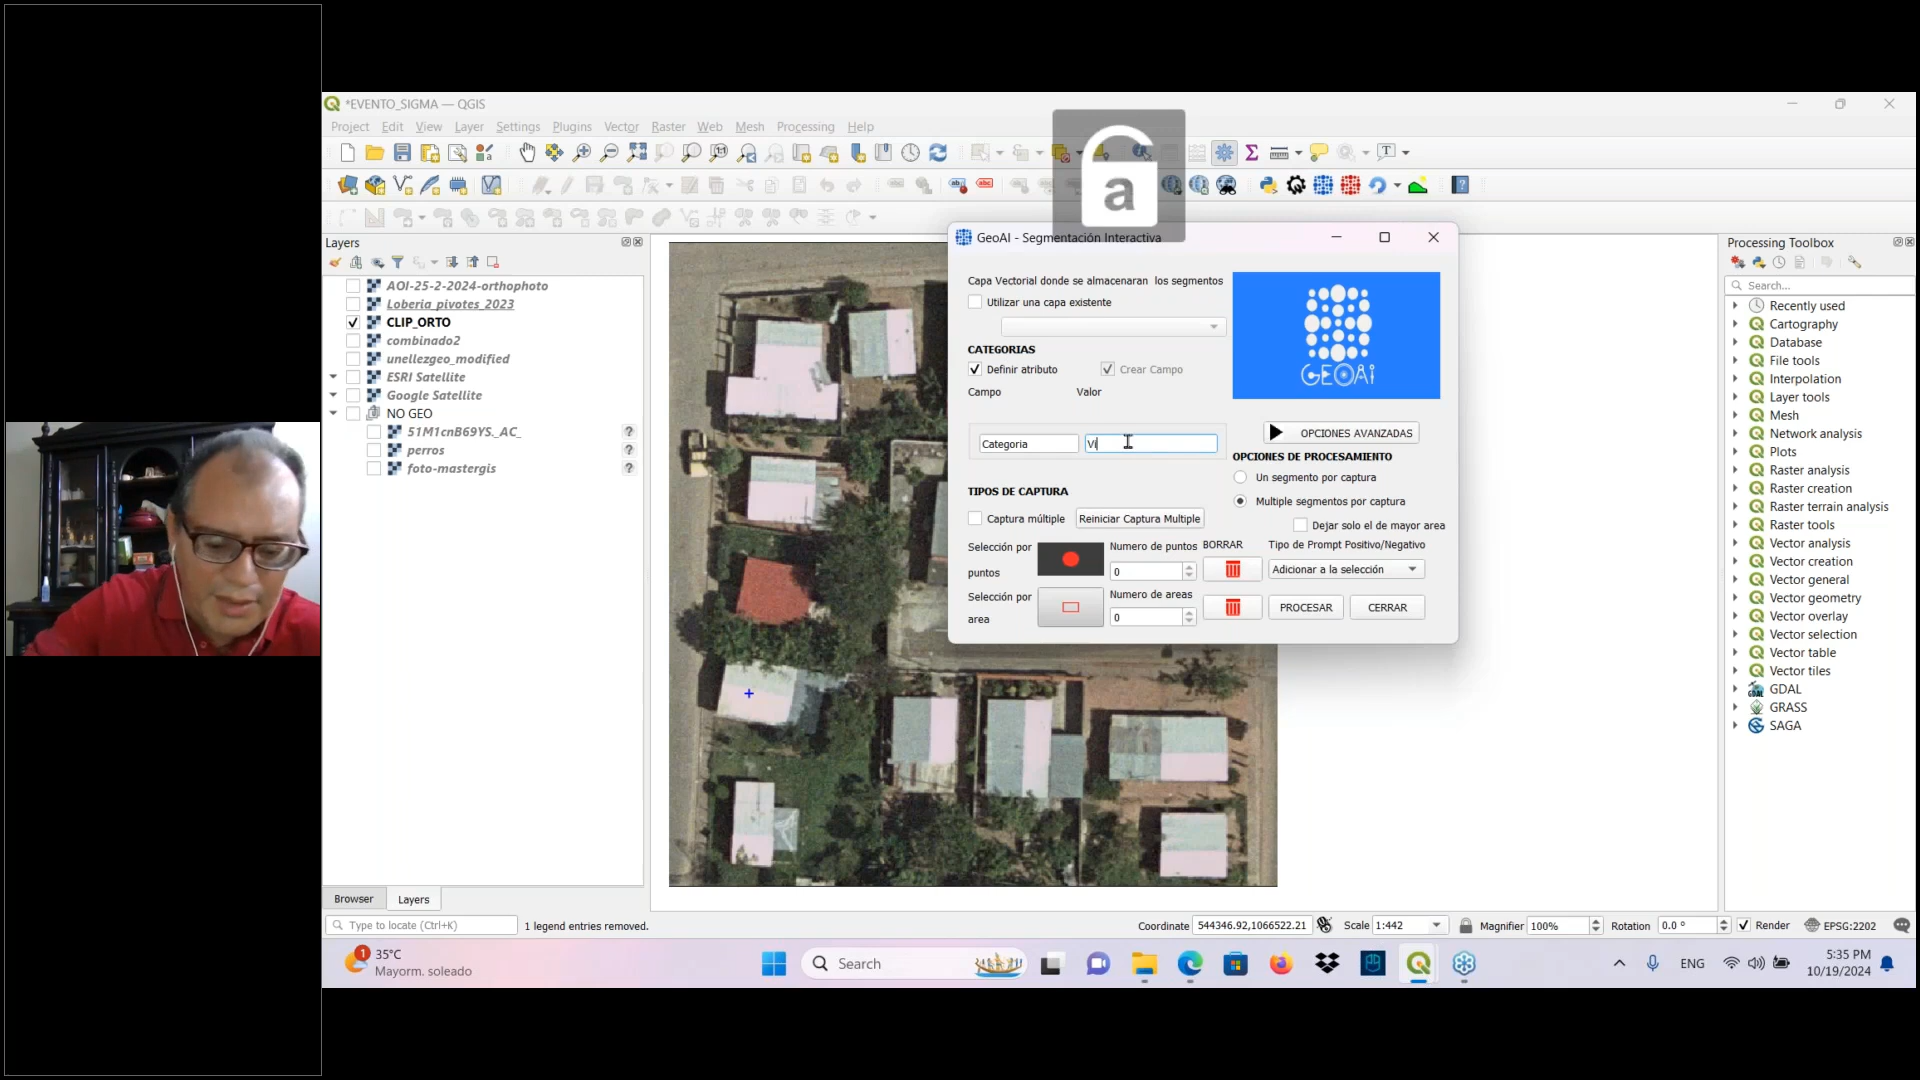 *EVENTO_SIGMA — QGIS
Project Edit View Layer Settings Plugins Vector Raster Web Mesh Processing Help
a
Layers
AOI-25-2-2024-orthophoto
Loberia_pivotes_2023
CLIP_ORTO
combinado2
unellezgeo_modified
ESRI Satellite
Google Satellite
NO GEO
51M1cnB69YS._AC_ ?
perros ?
foto-mastergis ?
Browser Layers
GeoAI - Segmentación Interactiva
Capa Vectorial donde se almacenaran los segmentos
Utilizar una capa existente
CATEGORIAS
Definir atributo Crear Campo
Campo Valor
Categoria Vi
TIPOS DE CAPTURA
Captura múltiple Reiniciar Captura Multiple
Selección por puntos
Numero de puntos BORRAR
0
Selección por area
Numero de areas
0
GEOAI
OPCIONES AVANZADAS
OPCIONES DE PROCESAMIENTO
Un segmento por captura
Multiple segmentos por captura
Dejar solo el de mayor area
Tipo de Prompt Positivo/Negativo
Adicionar a la selección
PROCESAR CERRAR
Processing Toolbox
Search...
Recently used
Cartography
Database
File tools
Interpolation
Layer tools
Mesh
Network analysis
Plots
Raster analysis
Raster creation
Raster terrain analysis
Raster tools
Vector analysis
Vector creation
Vector general
Vector geometry
Vector overlay
Vector selection
Vector table
Vector tiles
GDAL
GRASS
SAGA
Type to locate (Ctrl+K) 1 legend entries removed. Coordinate 544346.92,1066522.21 Scale 1:442 Magnifier 100% Rotation 0.0 ° Render EPSG:2202
1 35°C
Mayorm. soleado
Search
ENG
5:35 PM
10/19/2024